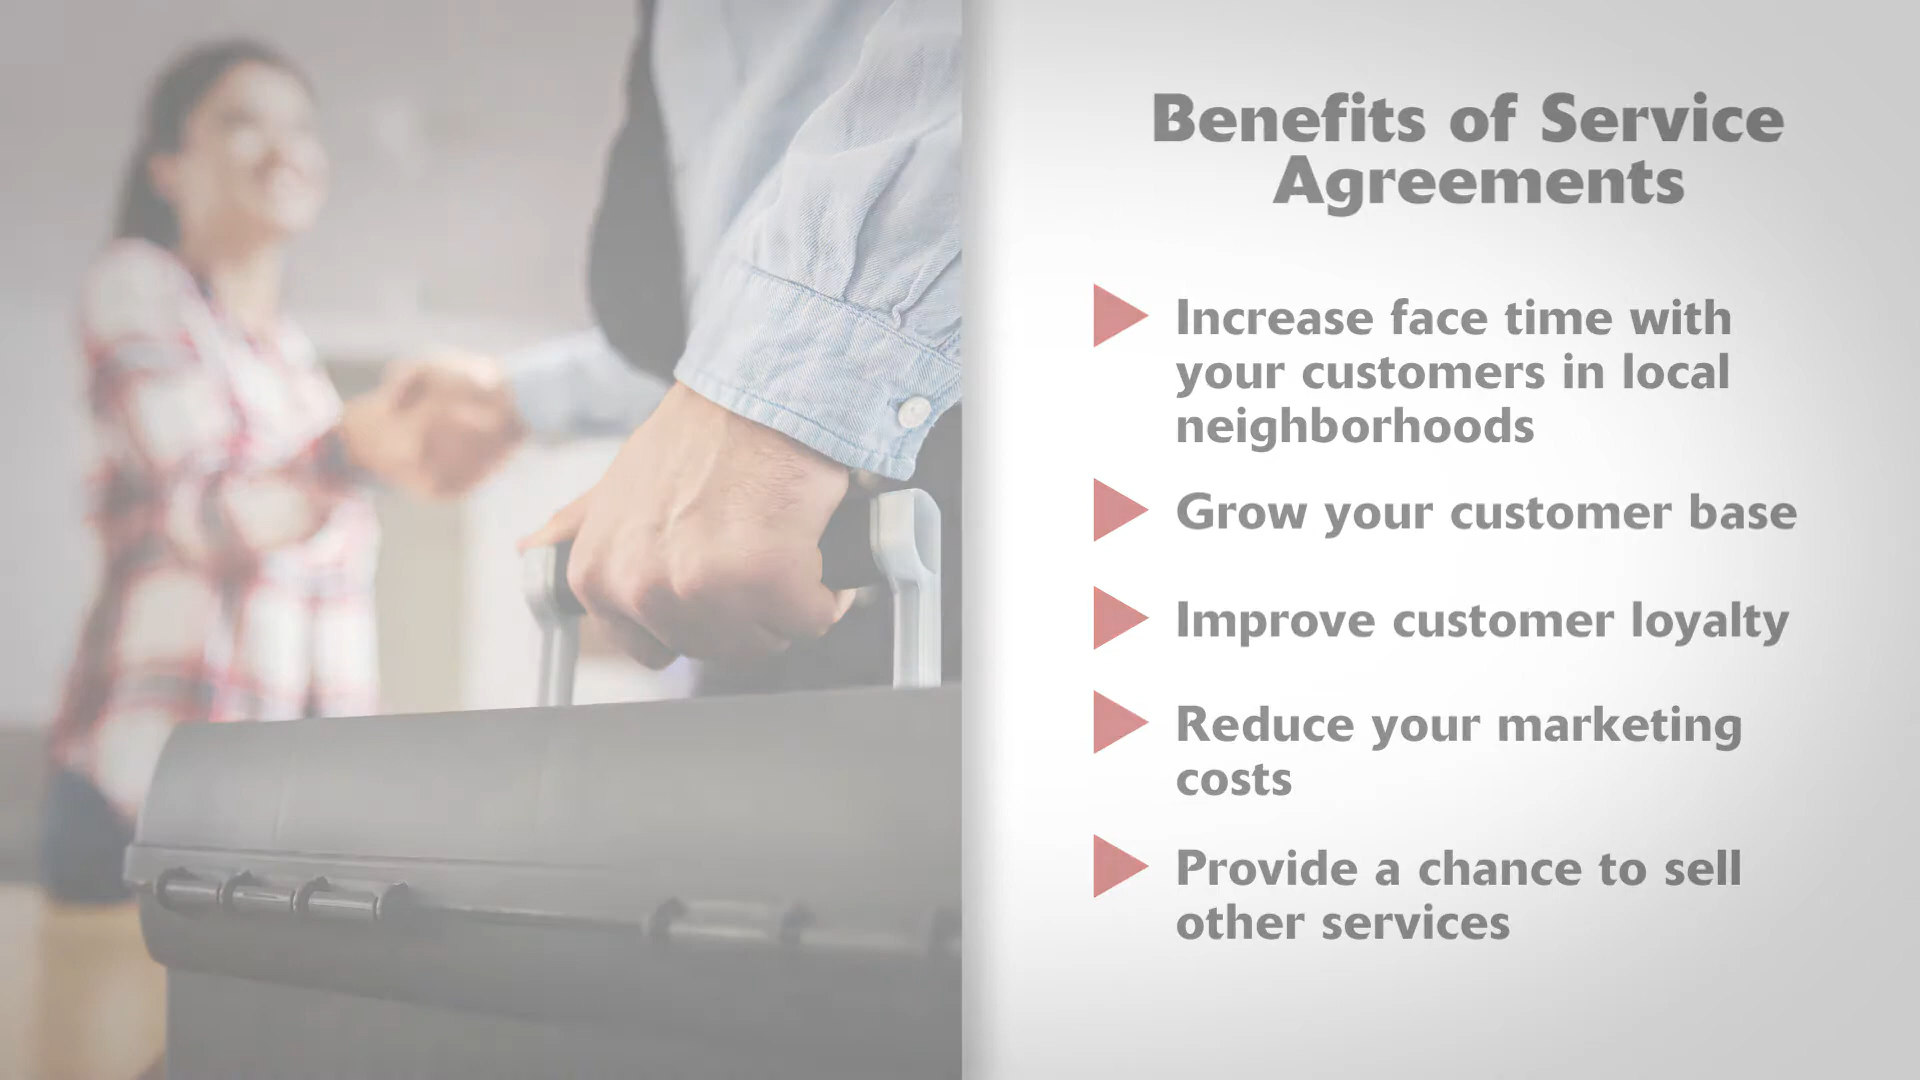 Benefits of Service
Agreements
Increase face time with
your customers in local
neighborhoods
Grow your customer base
Improve customer loyalty
Reduce your marketing
costs
Provide a chance to sell
other services